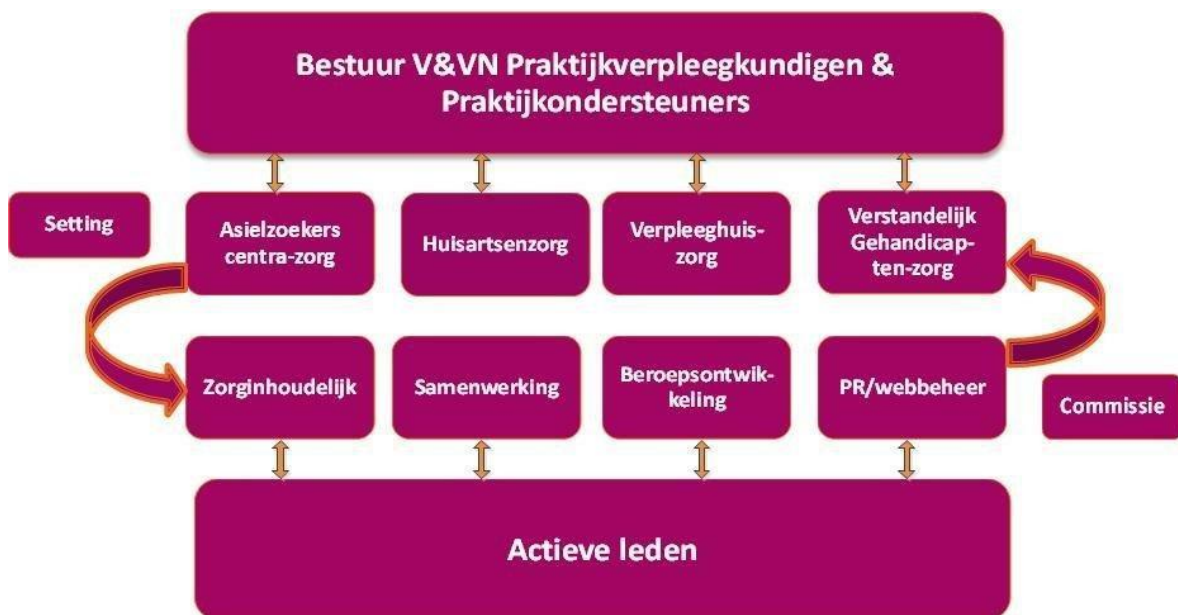 Bestuur V&VN Praktijkverpleegkundigen &
Praktijkondersteuners
Setting
Asielzoekers
centra-zorg
Huisartsenzorg
Verpleeghuis-
zorg
Verstandelijk
Gehandicap-
ten-zorg
Zorginhoudelijk
Samenwerking
Beroepsontwik-
keling
PR/webbeheer
Commissie
Actieve leden